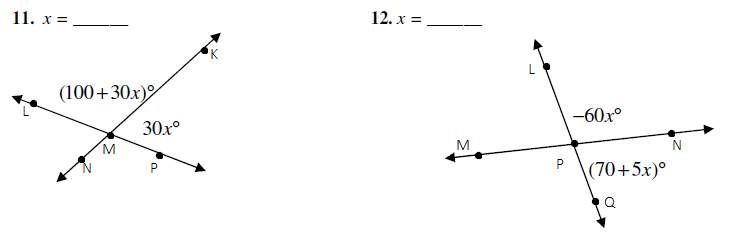 11. x = ______
K
(100+30x)°
L
30x°
M
N
P
12. x = ______
L
–60x°
M
N
P
(70+5x)°
Q